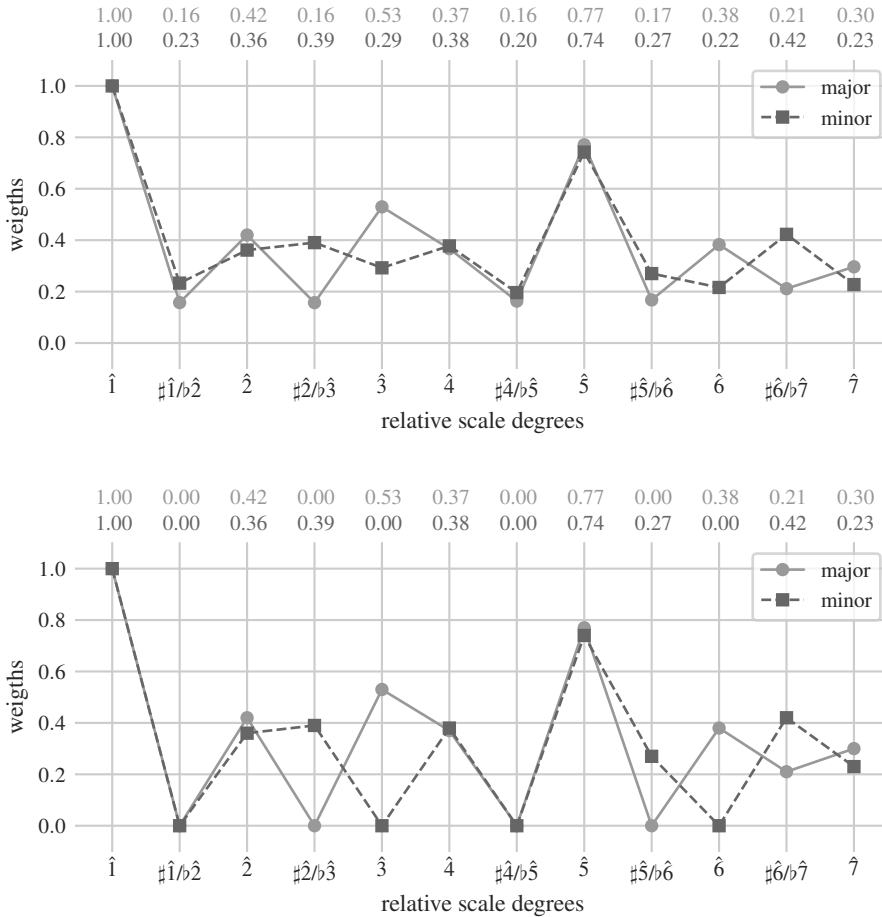 1.00 0.16 0.42 0.16 0.53 0.37 0.16 0.77 0.17 0.38 0.21 0.30
1.00 0.23 0.36 0.39 0.29 0.38 0.20 0.74 0.27 0.22 0.42 0.23
1.0
major
minor
0.8
0.6
weigths
0.4
0.2
0.0
1̂ ♯1̂/♭2̂ 2̂ ♯2̂/♭3̂ 3̂ 4̂ ♯4̂/♭5̂ 5̂ ♯5̂/♭6̂ 6̂ ♯6̂/♭7̂ 7̂
relative scale degrees
1.00 0.00 0.42 0.00 0.53 0.37 0.00 0.77 0.00 0.38 0.21 0.30
1.00 0.00 0.36 0.39 0.00 0.38 0.00 0.74 0.27 0.00 0.42 0.23
1.0
major
minor
0.8
0.6
weigths
0.4
0.2
0.0
1̂ ♯1̂/♭2̂ 2̂ ♯2̂/♭3̂ 3̂ 4̂ ♯4̂/♭5̂ 5̂ ♯5̂/♭6̂ 6̂ ♯6̂/♭7̂ 7̂
relative scale degrees